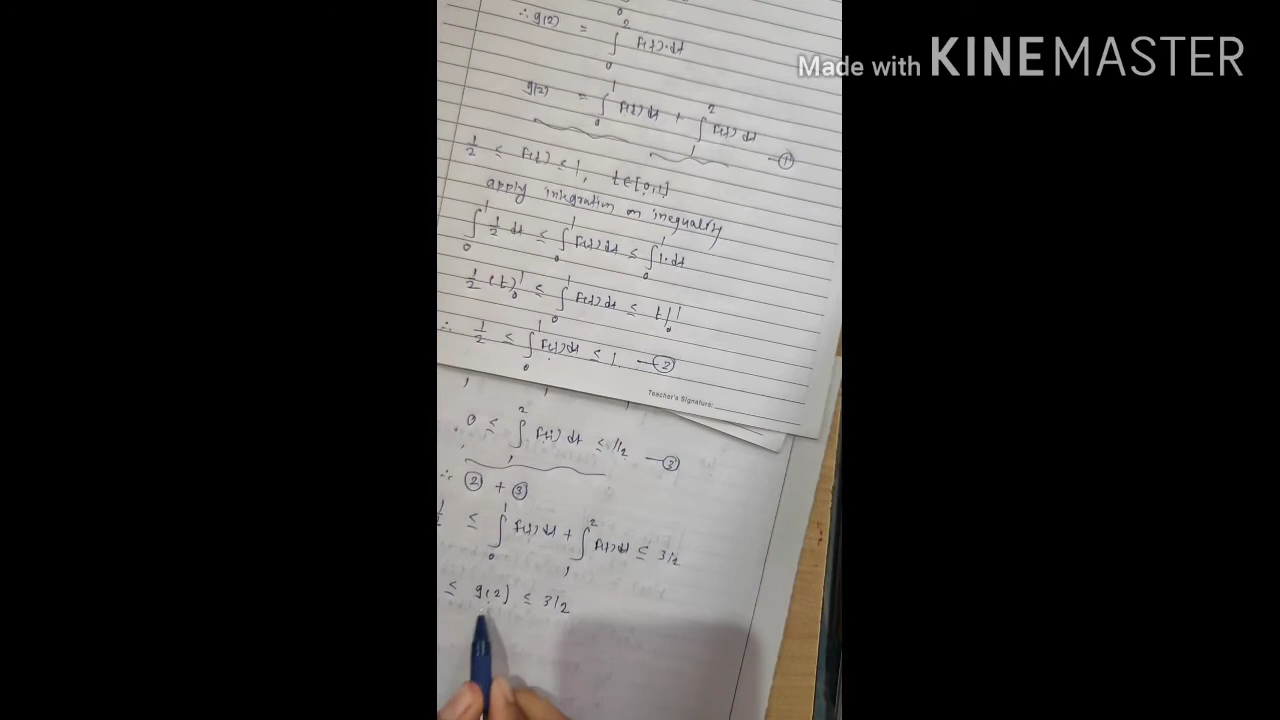 Made with KINEMASTER
∴ g(2) = ∫₀² F(t)·dt
g(2) = ∫₀¹ F(t) dt + ∫₁² F(t) dt —①
1/2 ≤ F(t) ≤ 1, t∈[0,1]
apply integration on inequality
∫₀¹ 1/2 dt ≤ ∫₀¹ F(t) dt ≤ ∫₀¹ 1·dt
1/2 (t)₀¹ ≤ ∫₀¹ F(t) dt ≤ t|₀¹
∴ 1/2 ≤ ∫₀¹ F(t) dt ≤ 1. —②
Teacher's Signature:
0 ≤ ∫₁² F(t) dt ≤ 1/2 —③
∴ ② + ③
1/2 ≤ ∫₀¹ F(t) dt + ∫₁² F(t) dt ≤ 3/2
≤ g(2) ≤ 3/2